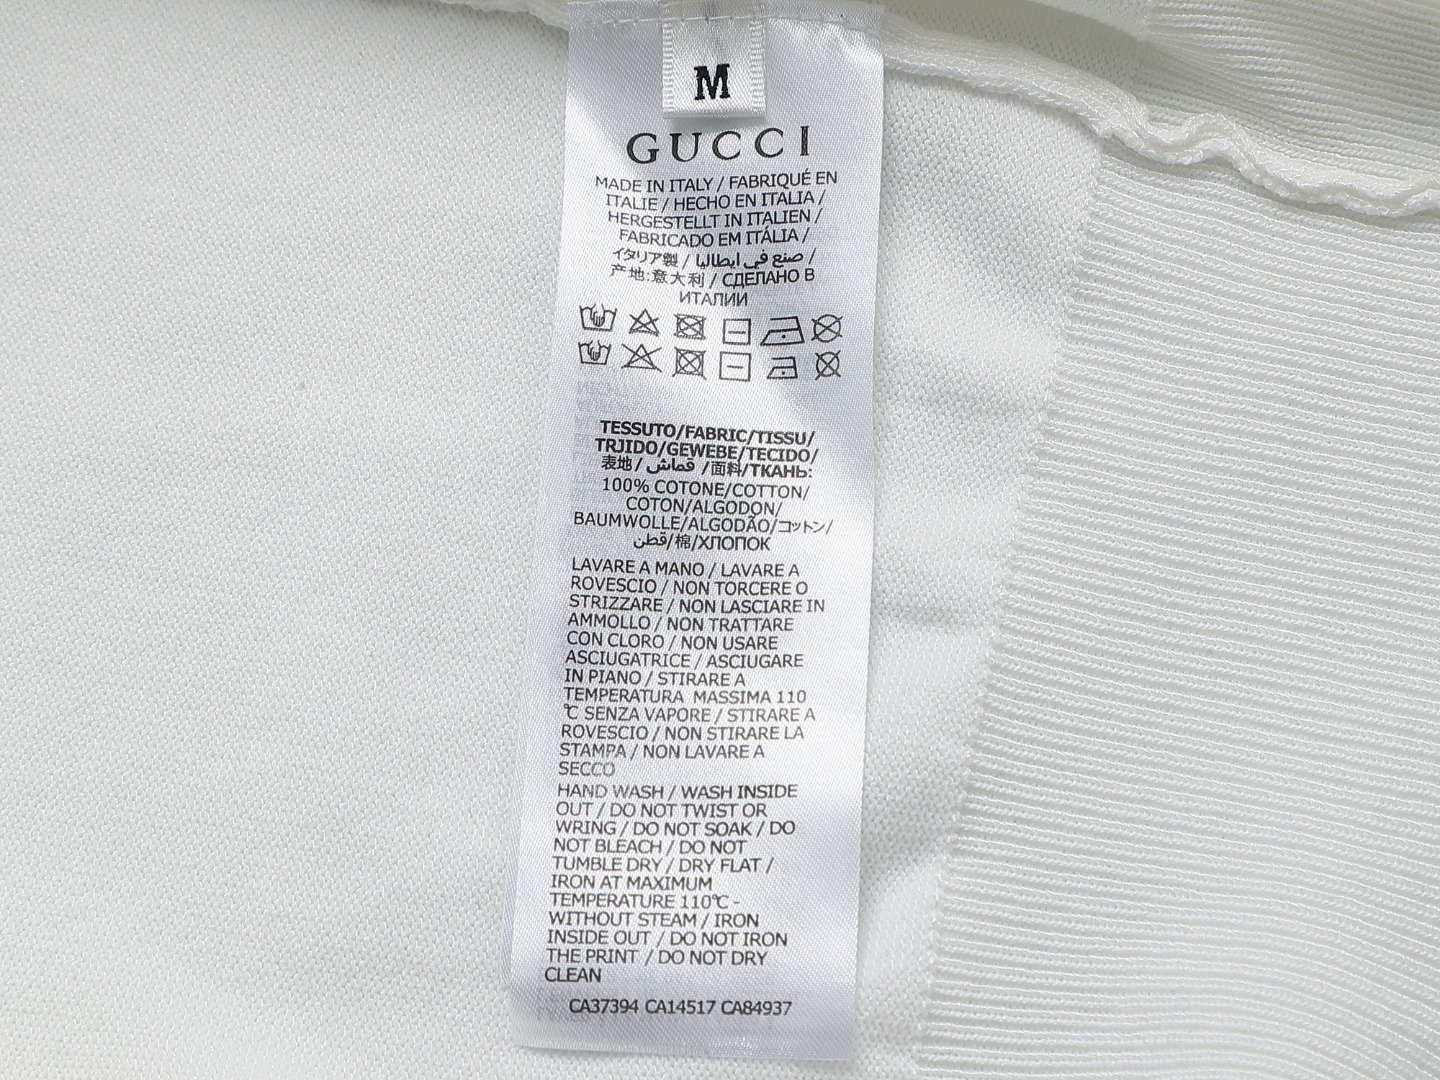 M
GUCCI
MADE IN ITALY / FABRIQUÉ EN
ITALIE / HECHO EN ITALIA /
HERGESTELLT IN ITALIEN /
FABRICADO EM ITÁLIA /
イタリア製 / صنع في ايطاليا /
产地:意大利 / СДЕЛАНО В
ИТАЛИИ
TESSUTO/FABRIC/TISSU/
TRJIDO/GEWEBE/TECIDO/
表地/ قماش /面料/ТКАНЬ:
100% COTONE/COTTON/
COTON/ALGODON/
BAUMWOLLE/ALGODÃO/コットン/
قطن/棉/ХЛОПОК
LAVARE A MANO / LAVARE A
ROVESCIO / NON TORCERE O
STRIZZARE / NON LASCIARE IN
AMMOLLO / NON TRATTARE
CON CLORO / NON USARE
ASCIUGATRICE / ASCIUGARE
IN PIANO / STIRARE A
TEMPERATURA MASSIMA 110
℃ SENZA VAPORE / STIRARE A
ROVESCIO / NON STIRARE LA
STAMPA / NON LAVARE A
SECCO
HAND WASH / WASH INSIDE
OUT / DO NOT TWIST OR
WRING / DO NOT SOAK / DO
NOT BLEACH / DO NOT
TUMBLE DRY / DRY FLAT /
IRON AT MAXIMUM
TEMPERATURE 110℃ -
WITHOUT STEAM / IRON
INSIDE OUT / DO NOT IRON
THE PRINT / DO NOT DRY
CLEAN
CA37394 CA14517 CA84937